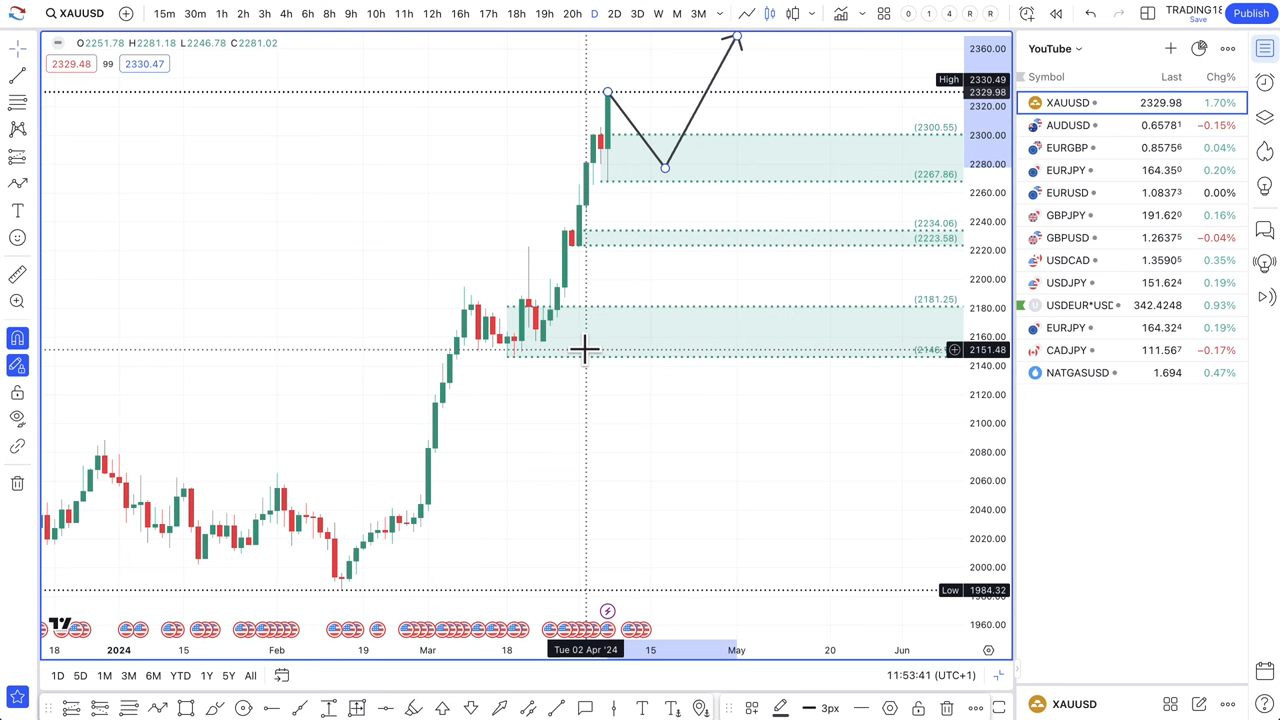 XAUUSD 15m 30m 1h 2h 3h 4h 6h 8h 9h 10h 11h 12h 16h 17h 18h 19h 20h D 2D 3D W M 3M 0 1 4 R R TRADING18 Save Publish
O2251.78 H2281.18 L2246.78 C2281.02
2329.48 99 2330.47
2360.00
High 2330.49
2329.98
2320.00
(2300.55)
2300.00
2280.00
(2267.86)
2260.00
(2234.06)
2240.00
(2223.58)
2220.00
2200.00
(2181.25)
2180.00
2160.00
2151.48
2140.00
2120.00
2100.00
2080.00
2060.00
2040.00
2020.00
2000.00
Low 1984.32
1960.00
18 2024 15 Feb 19 Mar 18 Tue 02 Apr '24 15 May 20 Jun
1D 5D 1M 3M 6M YTD 1Y 5Y All
11:53:41 (UTC+1)
3px
YouTube
Symbol Last Chg%
XAUUSD 2329.98 1.70%
AUDUSD 0.65781 −0.15%
EURGBP 0.85756 0.04%
EURJPY 164.350 0.20%
EURUSD 1.08373 0.00%
GBPJPY 191.620 0.16%
GBPUSD 1.26375 −0.04%
USDCAD 1.35905 0.35%
USDJPY 151.624 0.19%
USDEUR*USD 342.4248 0.93%
EURJPY 164.324 0.19%
CADJPY 111.567 −0.17%
NATGASUSD 1.694 0.47%
XAUUSD